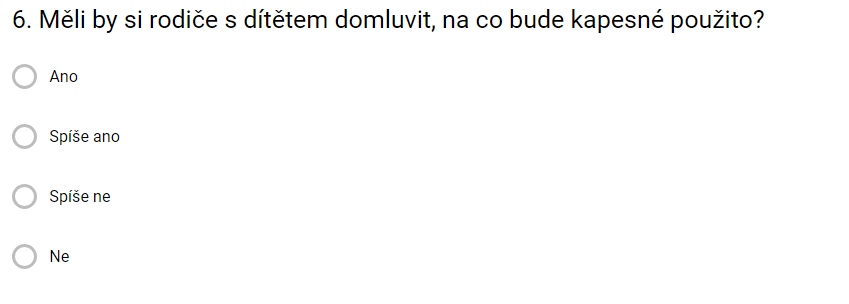 6. Měli by si rodiče s dítětem domluvit, na co bude kapesné použito?
Ano
Spíše ano
Spíše ne
Ne